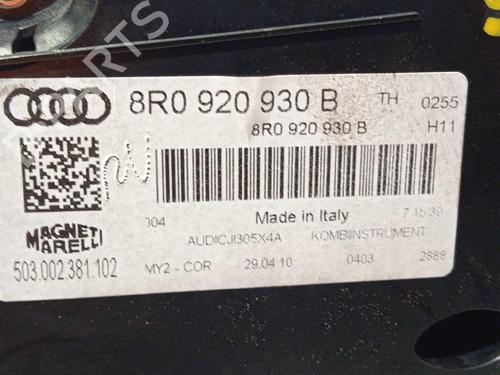 8R0 920 930 B TH 0255
8R0 920 930 B H11
004 Made in Italy 7:15:39
MAGNETI
MARELLI
AUDICJI305X4A KOMBIINSTRUMENT
503.002.381.102 MY2-COR 29.04.10 0403 2888